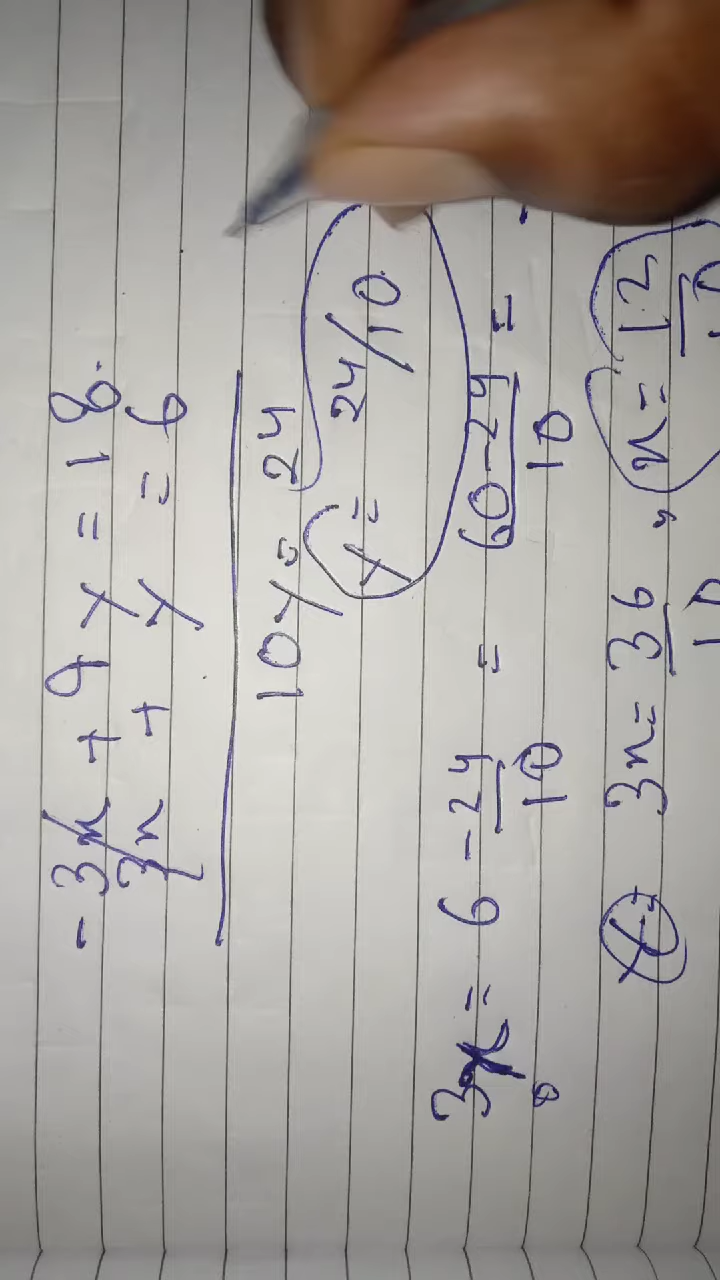 -3x + 9y = 18.
3x + y = 6
10y = 24
y = 24/10
3x = 6 - 24/10 = 60-24/10 =
3x = 36/10, x = 12/10